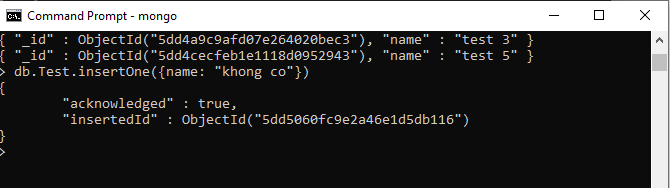 Command Prompt - mongo
{ "_id" : ObjectId("5dd4a9c9afd07e264020bec3"), "name" : "test 3" }
{ "_id" : ObjectId("5dd4cecfeb1e1118d0952943"), "name" : "test 5" }
> db.Test.insertOne({name: "khong co"})
{
        "acknowledged" : true,
        "insertedId" : ObjectId("5dd5060fc9e2a46e1d5db116")
}
>